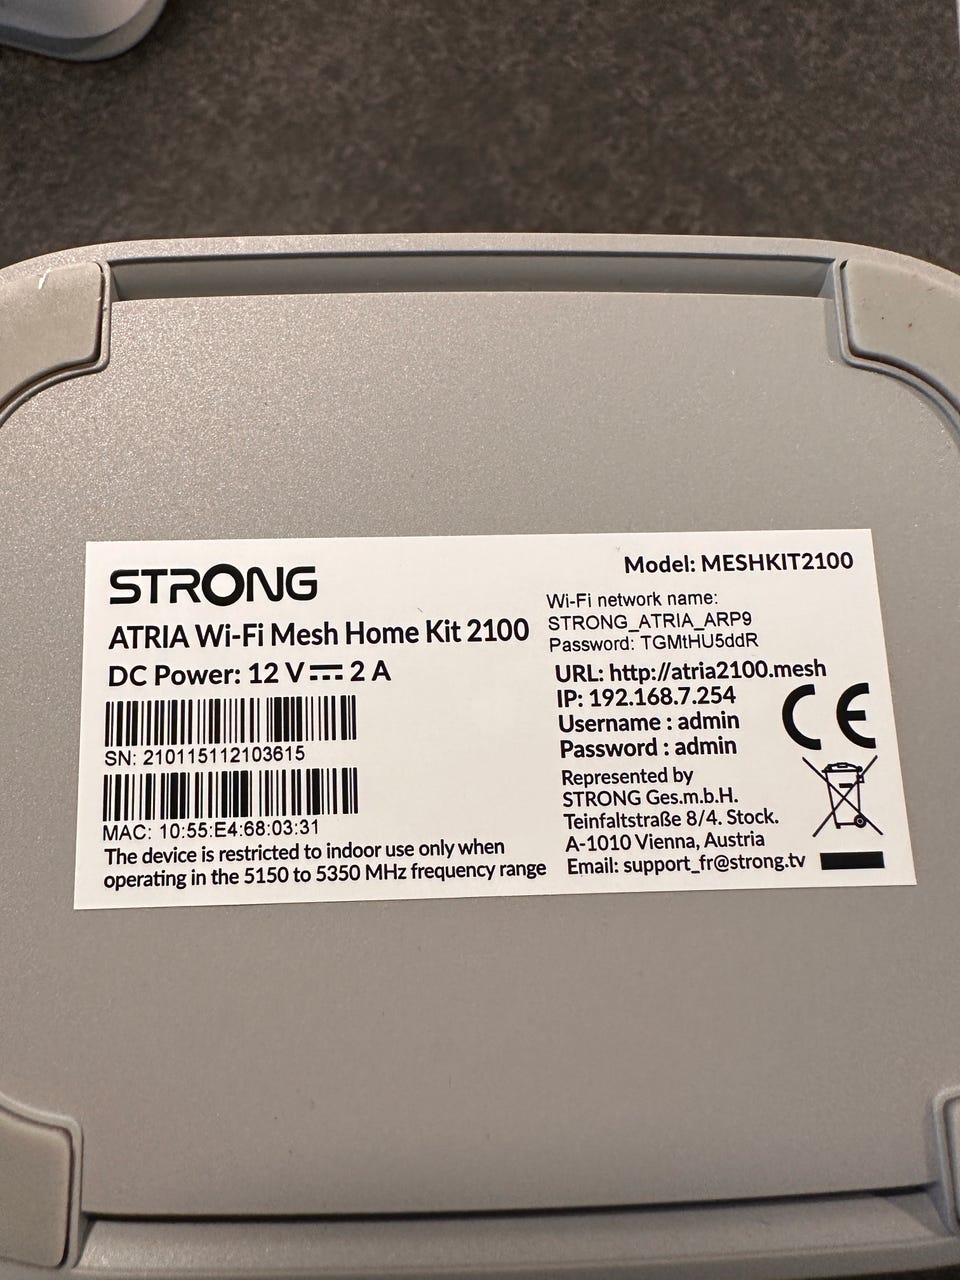 STRONG
ATRIA Wi-Fi Mesh Home Kit 2100
DC Power: 12 V⎓2 A
SN: 210115112103615
MAC: 10:55:E4:68:03:31
The device is restricted to indoor use only when
operating in the 5150 to 5350 MHz frequency range
Model: MESHKIT2100
Wi-Fi network name:
STRONG_ATRIA_ARP9
Password: TGMtHU5ddR
URL: http://atria2100.mesh
IP: 192.168.7.254
Username : admin
Password : admin
CE
Represented by
STRONG Ges.m.b.H.
Teinfaltstraße 8/4. Stock.
A-1010 Vienna, Austria
Email: support_fr@strong.tv